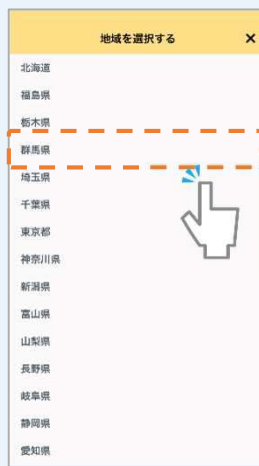 地域を選択する ×
北海道
福島県
栃木県
群馬県
埼玉県
千葉県
東京都
神奈川県
新潟県
富山県
山梨県
長野県
岐阜県
静岡県
愛知県